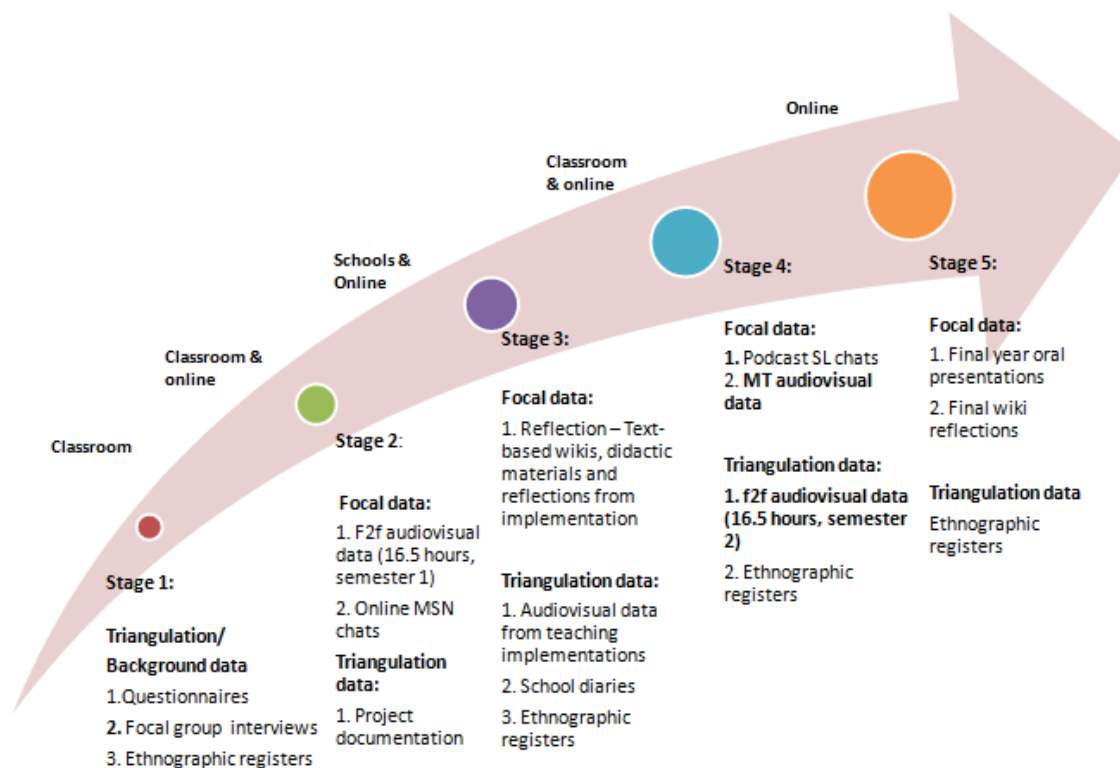 Classroom
Stage 1:
Triangulation/
Background data
1.Questionnaires
2. Focal group interviews
3. Ethnographic registers
Classroom &
online
Stage 2:
Focal data:
1. F2f audiovisual
data (16.5 hours,
semester 1)
2. Online MSN
chats
Triangulation
data:
1. Project
documentation
Schools &
Online
Stage 3:
Focal data:
1. Reflection – Text-
based wikis, didactic
materials and
reflections from
implementation
Triangulation data:
1. Audiovisual data
from teaching
implementations
2. School diaries
3. Ethnographic
registers
Classroom
& online
Stage 4:
Focal data:
1. Podcast SL chats
2. MT audiovisual
data
Triangulation data:
1. f2f audiovisual data
(16.5 hours, semester
2)
2. Ethnographic
registers
Online
Stage 5:
Focal data:
1. Final year oral
presentations
2. Final wiki
reflections
Triangulation data
Ethnographic
registers